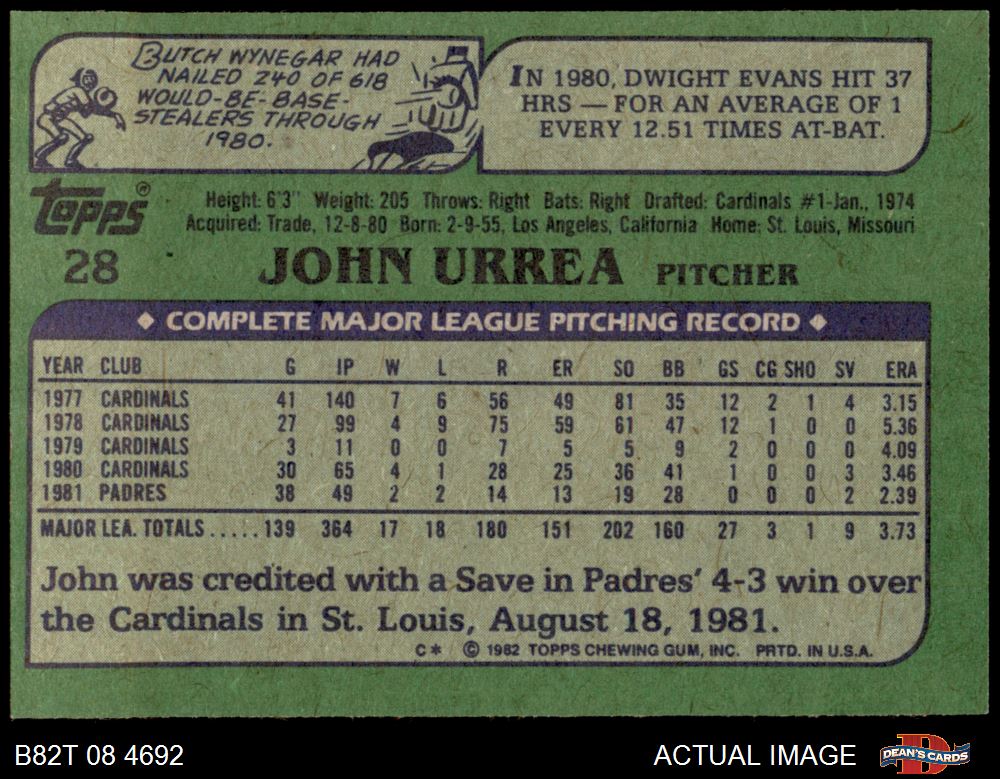 BUTCH WYNEGAR HAD
NAILED 240 OF 618
WOULD-BE-BASE-
STEALERS THROUGH
1980.
IN 1980, DWIGHT EVANS HIT 37
HRS — FOR AN AVERAGE OF 1
EVERY 12.51 TIMES AT-BAT.
Topps®
Height: 6'3" Weight: 205 Throws: Right Bats: Right Drafted: Cardinals #1-Jan., 1974
Acquired: Trade, 12-8-80 Born: 2-9-55, Los Angeles, California Home: St. Louis, Missouri
28 JOHN URREA PITCHER
◆ COMPLETE MAJOR LEAGUE PITCHING RECORD ◆
YEAR CLUB G IP W L R ER SO BB GS CG SHO SV ERA
1977 CARDINALS 41 140 7 6 56 49 81 35 12 2 1 4 3.15
1978 CARDINALS 27 99 4 9 75 59 61 47 12 1 0 0 5.36
1979 CARDINALS 3 11 0 0 7 5 5 9 2 0 0 0 4.09
1980 CARDINALS 30 65 4 1 28 25 36 41 1 0 0 3 3.46
1981 PADRES 38 49 2 2 14 13 19 28 0 0 0 2 2.39
MAJOR LEA. TOTALS.....139 364 17 18 180 151 202 160 27 3 1 9 3.73
John was credited with a Save in Padres' 4-3 win over
the Cardinals in St. Louis, August 18, 1981.
C* © 1982 TOPPS CHEWING GUM, INC. PRTD. IN U.S.A.
B82T 08 4692
ACTUAL IMAGE
D
DEAN'S CARDS